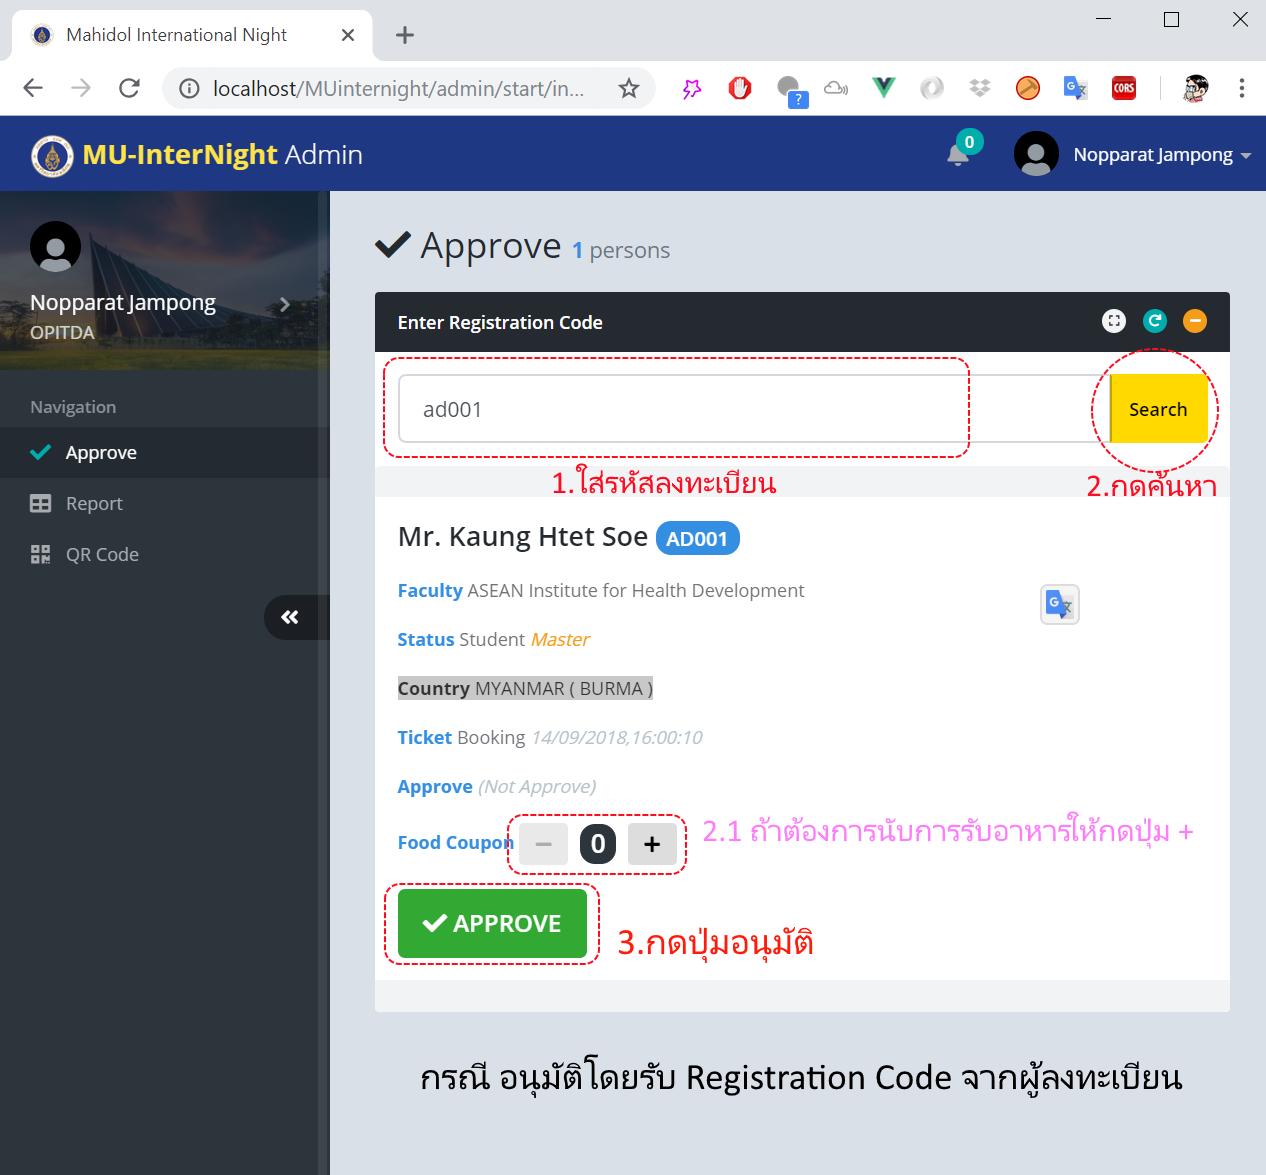 Mahidol International Night
localhost/MUinternight/admin/start/in...
?
CORS
MU-InterNight Admin
0
Nopparat Jampong
Nopparat Jampong
OPITDA
Navigation
Approve
Report
QR Code
Approve 1 persons
Enter Registration Code
ad001
Search
1.ใส่รหัสลงทะเบียน
2.กดค้นหา
Mr. Kaung Htet Soe AD001
Faculty ASEAN Institute for Health Development
Status Student Master
Country MYANMAR ( BURMA )
Ticket Booking 14/09/2018,16:00:10
Approve (Not Approve)
Food Coupon − 0 +
2.1 ถ้าต้องการนับการรับอาหารให้กดปุ่ม +
APPROVE
3.กดปุ่มอนุมัติ
กรณี อนุมัติโดยรับ Registration Code จากผู้ลงทะเบียน